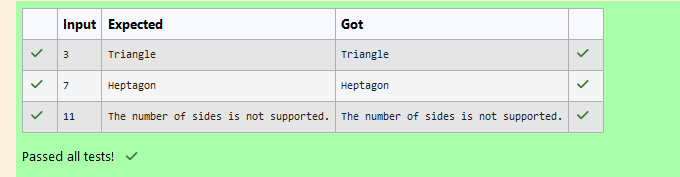 Input Expected Got
3 Triangle Triangle
7 Heptagon Heptagon
11 The number of sides is not supported. The number of sides is not supported.
Passed all tests!